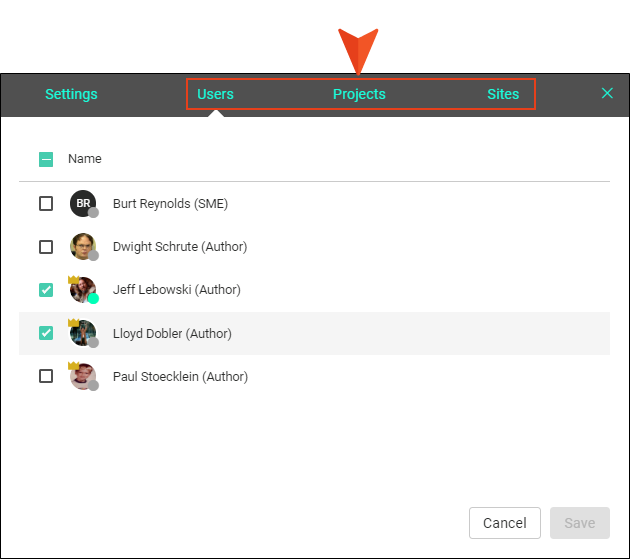 Settings Users Projects Sites
Name
BR Burt Reynolds (SME)
Dwight Schrute (Author)
Jeff Lebowski (Author)
Lloyd Dobler (Author)
Paul Stoecklein (Author)
Cancel Save